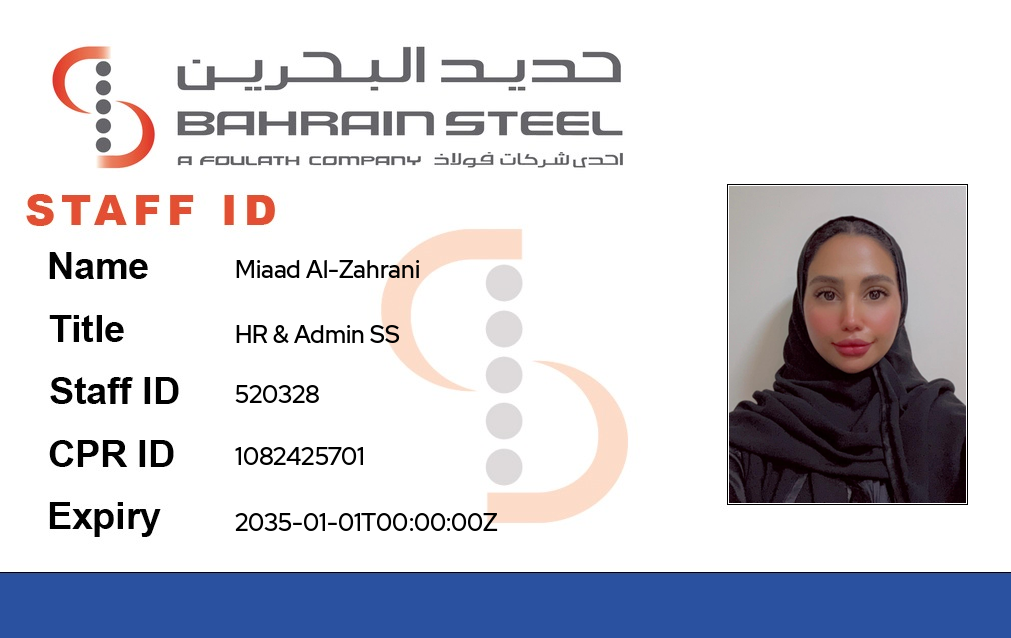 حديد البحرين
BAHRAIN STEEL
A FOULATH COMPANY احدى شركات فولاذ
STAFF ID
Name Miaad Al-Zahrani
Title HR & Admin SS
Staff ID 520328
CPR ID 1082425701
Expiry 2035-01-01T00:00:00Z